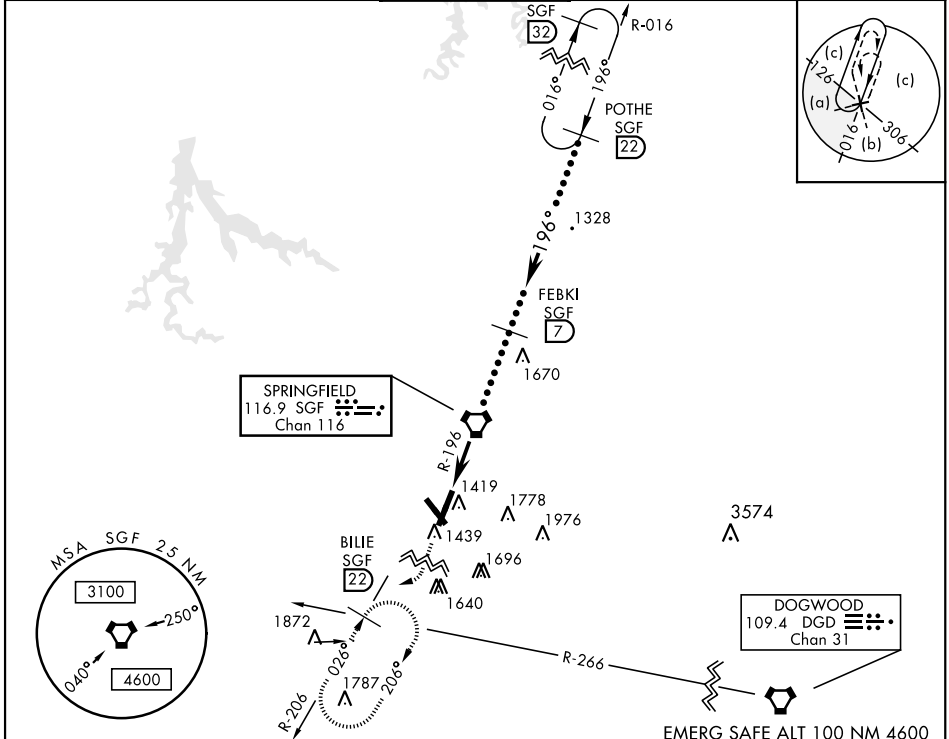 SGF
32
R-016
016°
196°
POTHE
SGF
22
(c)
126
(c)
(a)
016
(b)
306
196°
1328
FEBKI
SGF
7
1670
SPRINGFIELD
116.9 SGF
Chan 116
R-196
1419
1778
1976
3574
1439
1696
1640
BILIE
SGF
22
1872
026°
206°
1787
R-206
R-266
MSA SGF 25 NM
3100
250°
040°
4600
DOGWOOD
109.4 DGD
Chan 31
EMERG SAFE ALT 100 NM 4600